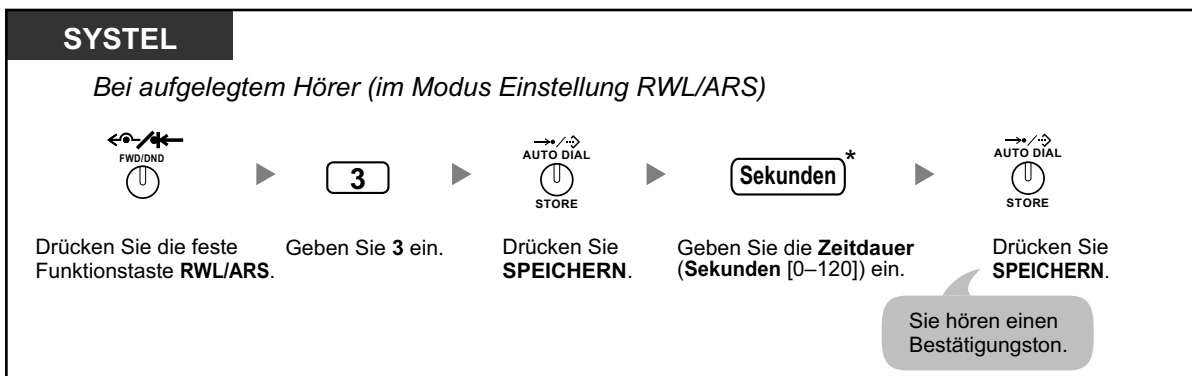 SYSTEL
Bei aufgelegtem Hörer (im Modus Einstellung RWL/ARS)
FWD/DND
3
AUTO DIAL
STORE
Sekunden*
AUTO DIAL
STORE
Drücken Sie die feste
Funktionstaste RWL/ARS.
Geben Sie 3 ein.
Drücken Sie
SPEICHERN.
Geben Sie die Zeitdauer
(Sekunden [0–120]) ein.
Drücken Sie
SPEICHERN.
Sie hören einen
Bestätigungston.